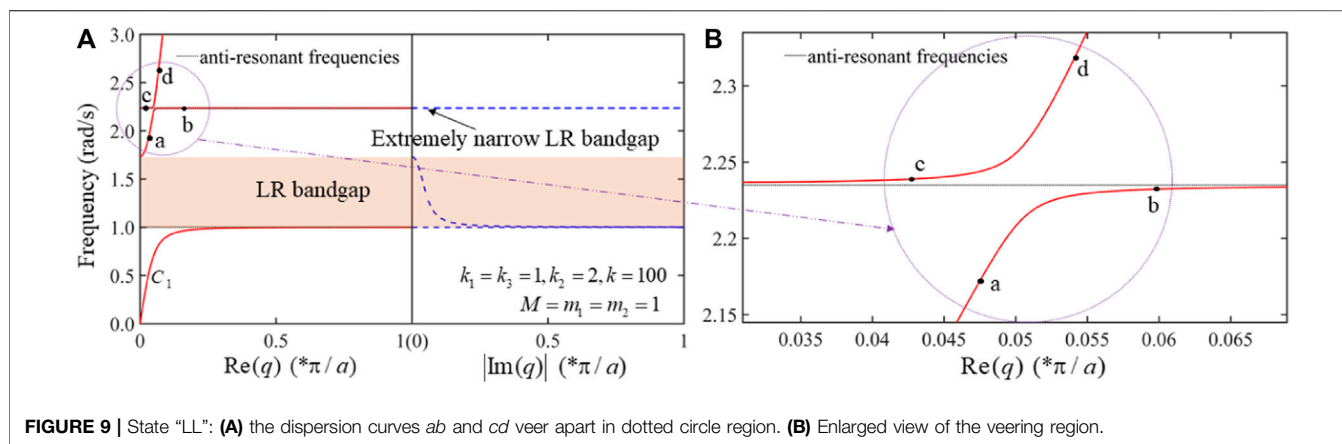 A
B
3.0
2.5
2.0
1.5
1.0
0.5
0.0
Frequency (rad/s)
anti-resonant frequencies
d
c
b
a
Extremely narrow LR bandgap
LR bandgap
C₁
k₁ = k₃ = 1, k₂ = 2, k = 100
M = m₁ = m₂ = 1
0 0.5 1(0) 0.5 1
Re(q) (*π/a) |Im(q)| (*π/a)
anti-resonant frequencies
2.3
2.25
2.2
2.15
d
c
b
a
0.035 0.04 0.045 0.05 0.055 0.06 0.065
Re(q) (*π/a)
FIGURE 9 | State “LL”: (A) the dispersion curves ab and cd veer apart in dotted circle region. (B) Enlarged view of the veering region.